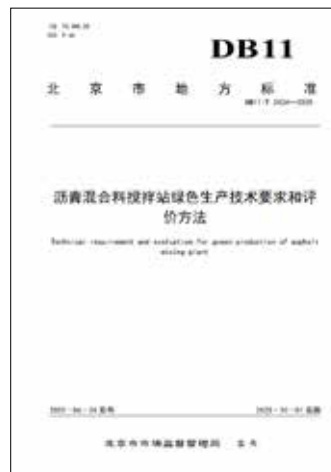 DB11
北京市地方标准
沥青混合料搅拌站绿色生产技术要求和评
价方法
Technical requirement and evaluation for green production of asphalt
mixing plant
北京市市场监督管理局 发布